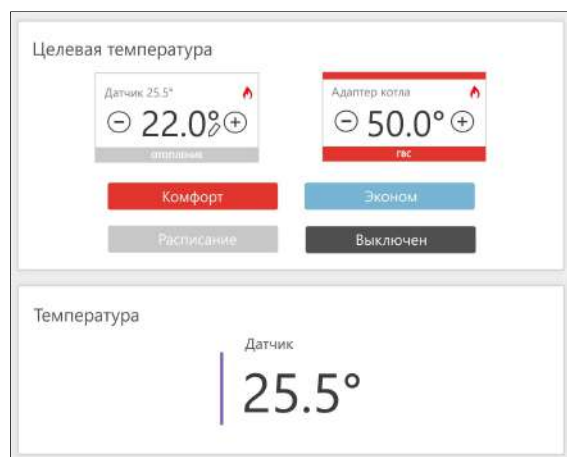 Целевая температура
Датчик 25.5°
22.0°
отопление
Адаптер котла
50.0°
гвс
Комфорт
Эконом
Расписание
Выключен
Температура
Датчик
25.5°